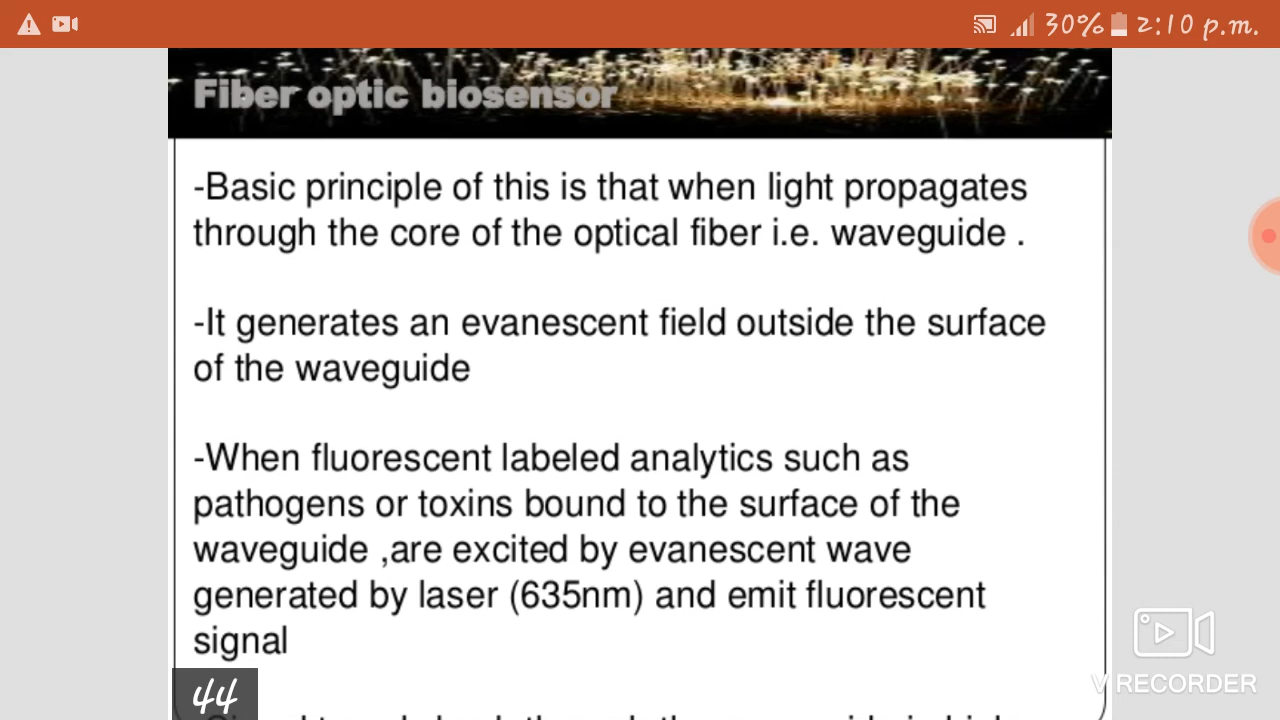 30% 2:10 p.m.
Fiber optic biosensor
-Basic principle of this is that when light propagates
through the core of the optical fiber i.e. waveguide .
-It generates an evanescent field outside the surface
of the waveguide
-When fluorescent labeled analytics such as
pathogens or toxins bound to the surface of the
waveguide ,are excited by evanescent wave
generated by laser (635nm) and emit fluorescent
signal
44
V RECORDER